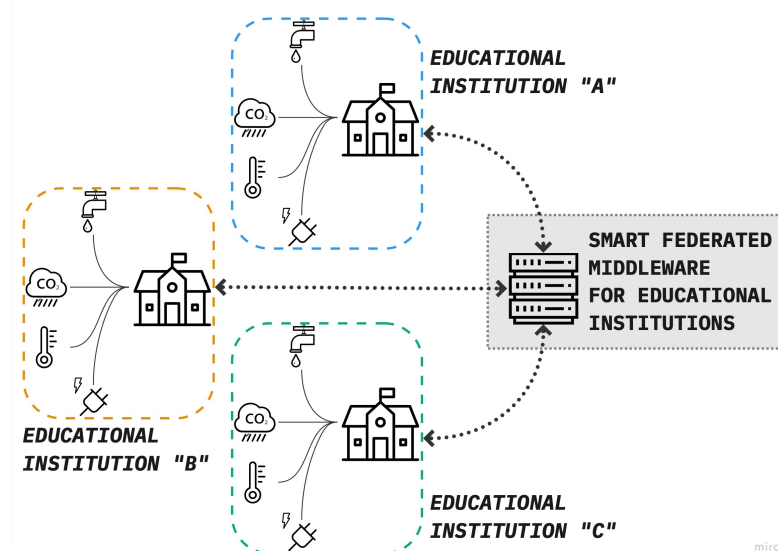 EDUCATIONAL
INSTITUTION "A"
CO₂
SMART FEDERATED
MIDDLEWARE
FOR EDUCATIONAL
INSTITUTIONS
CO₂
EDUCATIONAL
INSTITUTION "B"
CO₂
EDUCATIONAL
INSTITUTION "C"